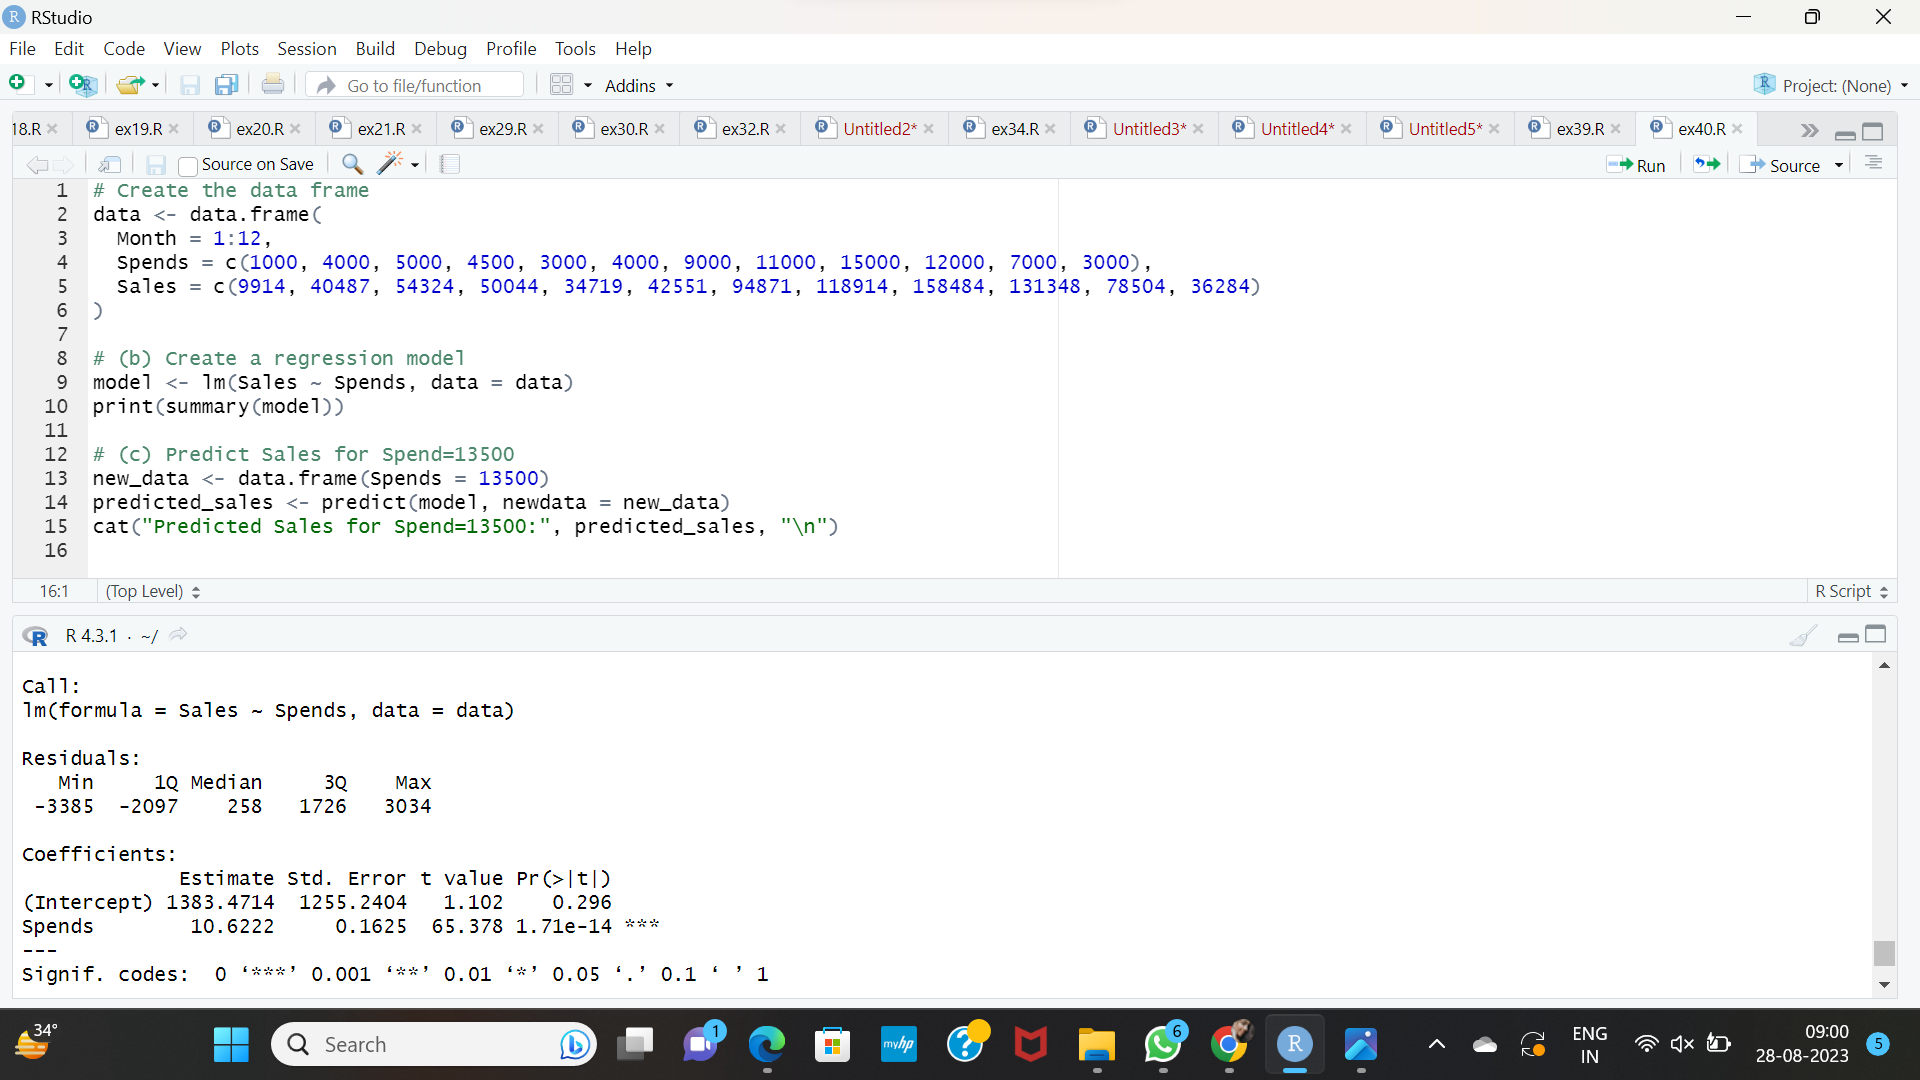 RStudio
File Edit Code View Plots Session Build Debug Profile Tools Help
Go to file/function Addins Project: (None)
18.R ex19.R ex20.R ex21.R ex29.R ex30.R ex32.R Untitled2* ex34.R Untitled3* Untitled4* Untitled5* ex39.R ex40.R
Source on Save Run Source
1 # Create the data frame
2 data <- data.frame(
3   Month = 1:12,
4   Spends = c(1000, 4000, 5000, 4500, 3000, 4000, 9000, 11000, 15000, 12000, 7000, 3000),
5   Sales = c(9914, 40487, 54324, 50044, 34719, 42551, 94871, 118914, 158484, 131348, 78504, 36284)
6 )
7
8 # (b) Create a regression model
9 model <- lm(Sales ~ Spends, data = data)
10 print(summary(model))
11
12 # (c) Predict Sales for Spend=13500
13 new_data <- data.frame(Spends = 13500)
14 predicted_sales <- predict(model, newdata = new_data)
15 cat("Predicted Sales for Spend=13500:", predicted_sales, "\n")
16
16:1 (Top Level) R Script
R R 4.3.1 · ~/
Call:
lm(formula = Sales ~ Spends, data = data)
Residuals:
Min 1Q Median 3Q Max
-3385 -2097 258 1726 3034
Coefficients:
Estimate Std. Error t value Pr(>|t|)
(Intercept) 1383.4714 1255.2404 1.102 0.296
Spends 10.6222 0.1625 65.378 1.71e-14 ***
---
Signif. codes: 0 ‘***’ 0.001 ‘**’ 0.01 ‘*’ 0.05 ‘.’ 0.1 ‘ ’ 1
34° Search 1 myhp 6 R ENG 09:00
IN 28-08-2023 5